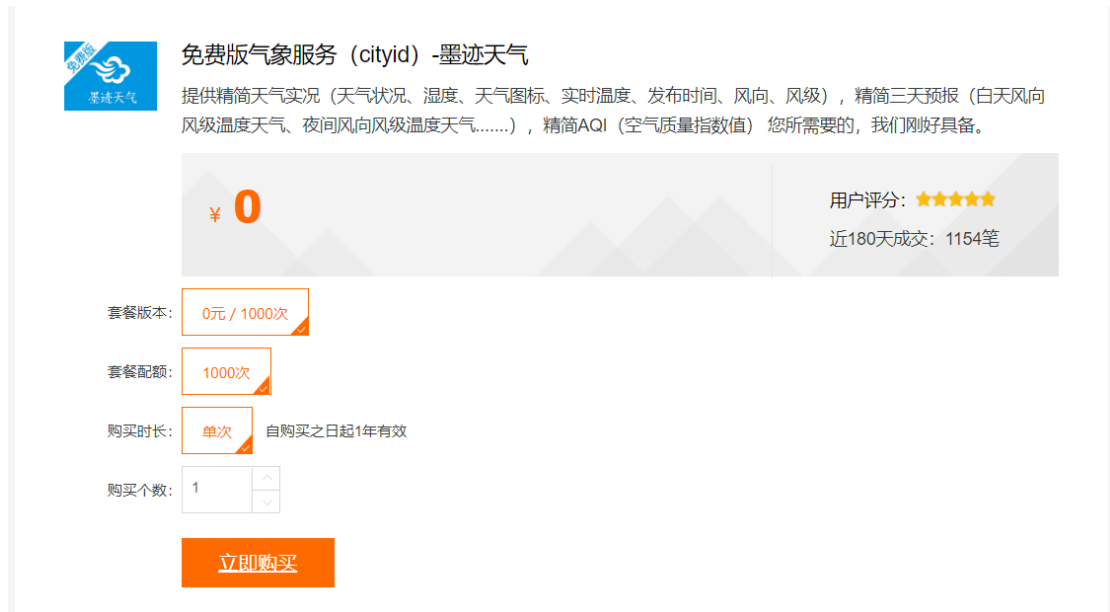 免费版
墨迹天气
免费版气象服务（cityid）-墨迹天气
提供精简天气实况（天气状况、湿度、天气图标、实时温度、发布时间、风向、风级），精简三天预报（白天风向
风级温度天气、夜间风向风级温度天气.......），精简AQI（空气质量指数值） 您所需要的，我们刚好具备。
¥ 0
用户评分：
近180天成交：1154笔
套餐版本： 0元 / 1000次
套餐配额： 1000次
购买时长： 单次 自购买之日起1年有效
购买个数： 1
立即购买